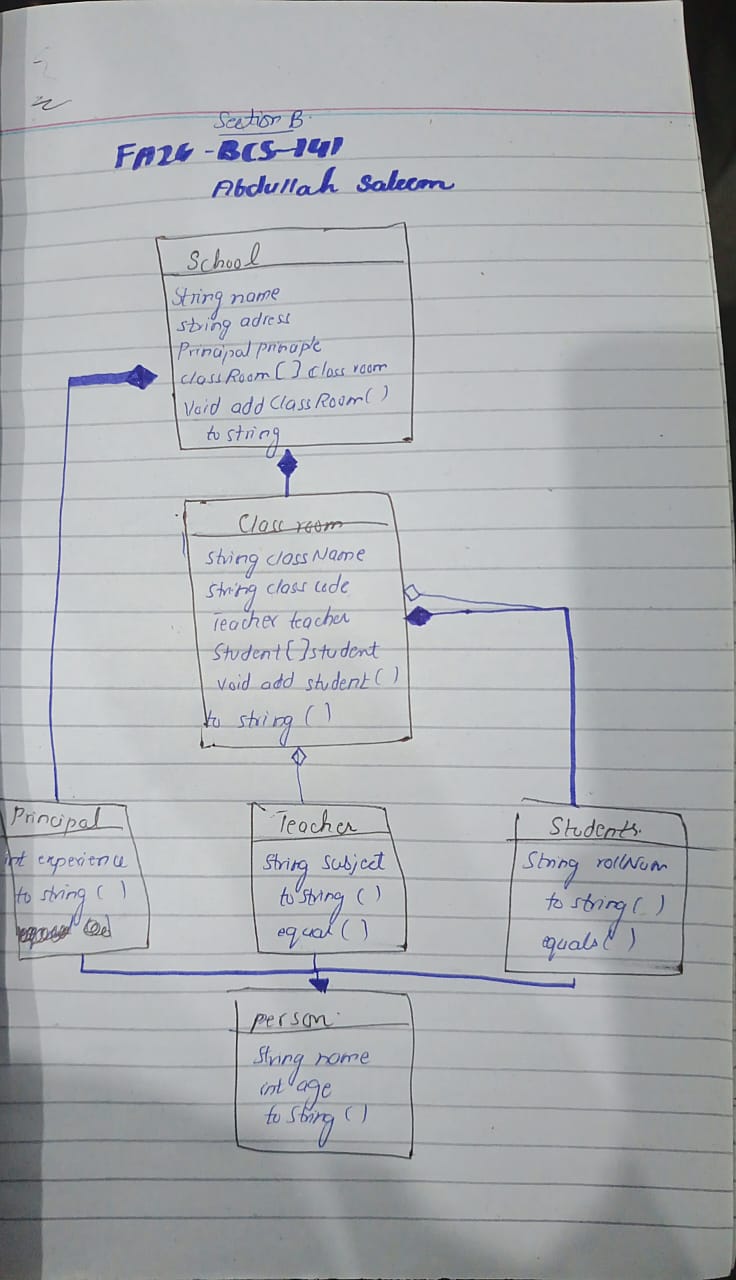 Section B.
FA24-BCS-141
Abdullah Saleem
School
String name
string adress
Principal principle
classRoom [ ] class room
Void add Class Room( )
to string
Class room
String class Name
String class code
Teacher teacher
Student[ ]student
void add student( )
to string ( )
Principal
int experience
to string ( )
Teacher
String Subject
to string ( )
equal ( )
Students.
String rollNum
to string ( )
equals( )
person.
String name
int age
to String ( )